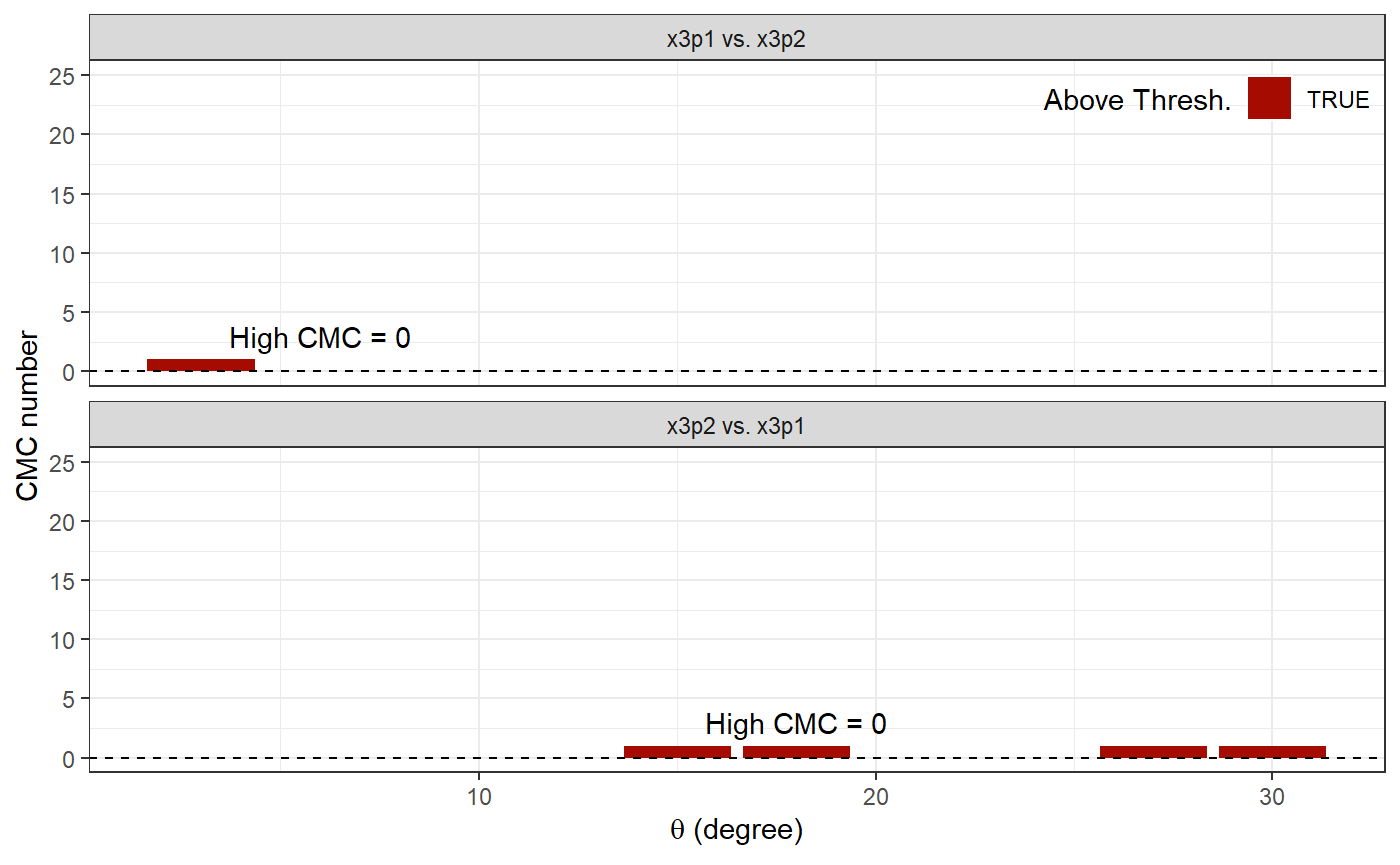 x3p1 vs. x3p2
25
20
15
10
5
0
Above Thresh. TRUE
High CMC = 0
CMC number
x3p2 vs. x3p1
25
20
15
10
5
0
High CMC = 0
10 20 30
θ (degree)